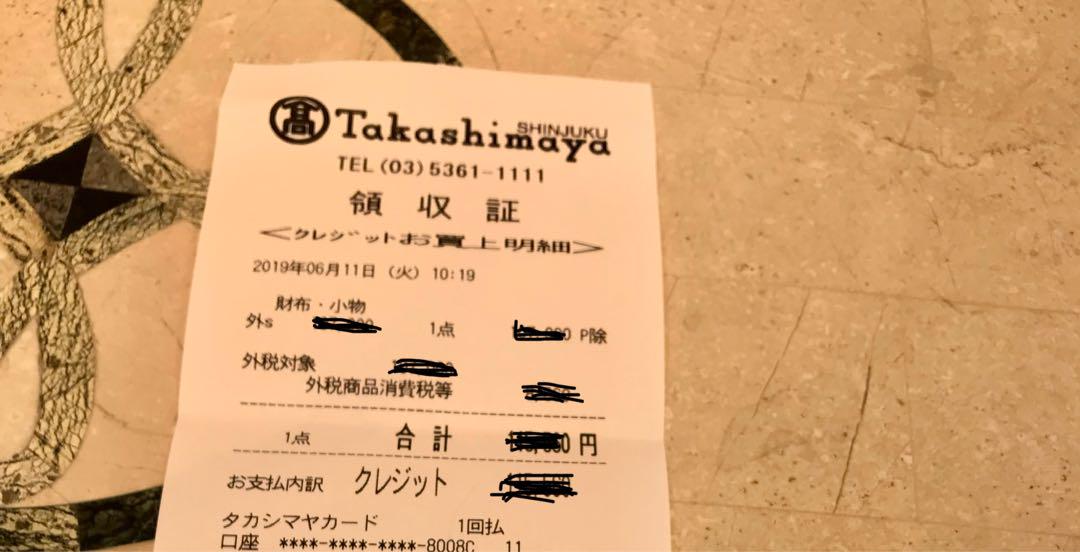 髙 Takashimaya SHINJUKU
TEL (03) 5361-1111
領 収 証
<クレジットお買上明細>
2019年06月11日 (火) 10:19
財布・小物
外s 1点 0 P除
外税対象
外税商品消費税等
1点 合 計 円
お支払内訳 クレジット
タカシマヤカード 1回払
口座 ****-****-****-8008C 11